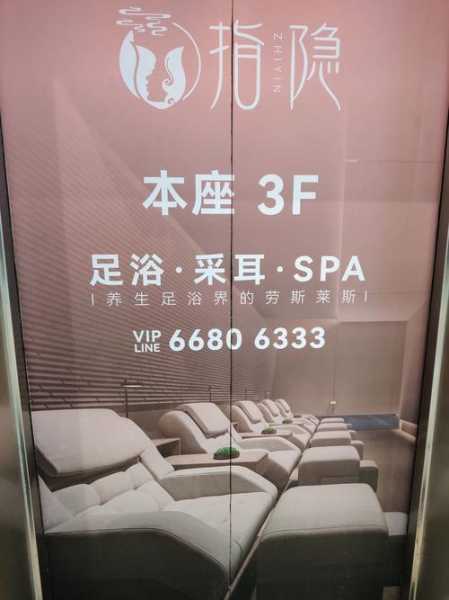 指隐
ZHIYIN
本座 3F
足浴·采耳·SPA
养生足浴界的劳斯莱斯
VIP LINE 6680 6333